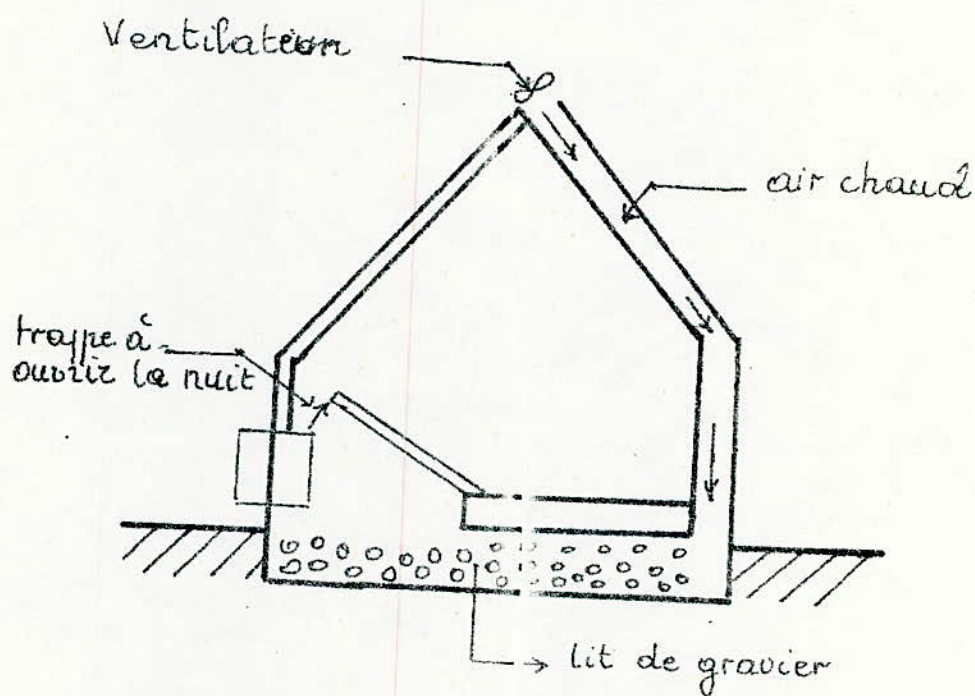 Ventilateur
air chaud
trappe à
ouvrir la nuit
lit de gravier